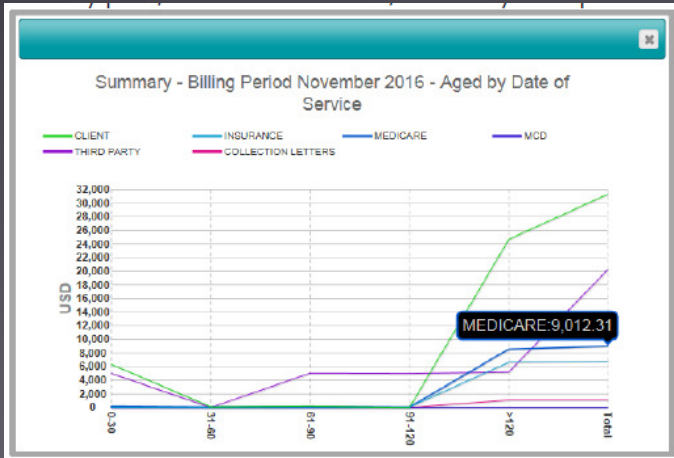 Summary - Billing Period November 2016 - Aged by Date of
Service
CLIENT INSURANCE MEDICARE MCD
THIRD PARTY COLLECTION LETTERS
32,000
30,000
28,000
26,000
24,000
22,000
20,000
18,000
16,000
14,000
12,000
10,000
8,000
6,000
4,000
2,000
0
USD
MEDICARE:9,012.31
0-30 31-60 61-90 91-120 >120 Total